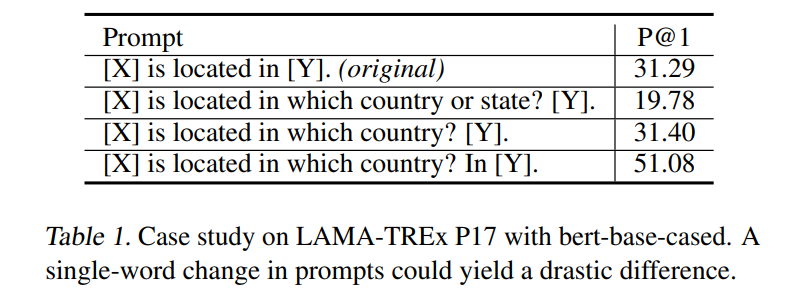 Prompt P@1
[X] is located in [Y]. (original) 31.29
[X] is located in which country or state? [Y]. 19.78
[X] is located in which country? [Y]. 31.40
[X] is located in which country? In [Y]. 51.08
Table 1. Case study on LAMA-TREx P17 with bert-base-cased. A
single-word change in prompts could yield a drastic difference.